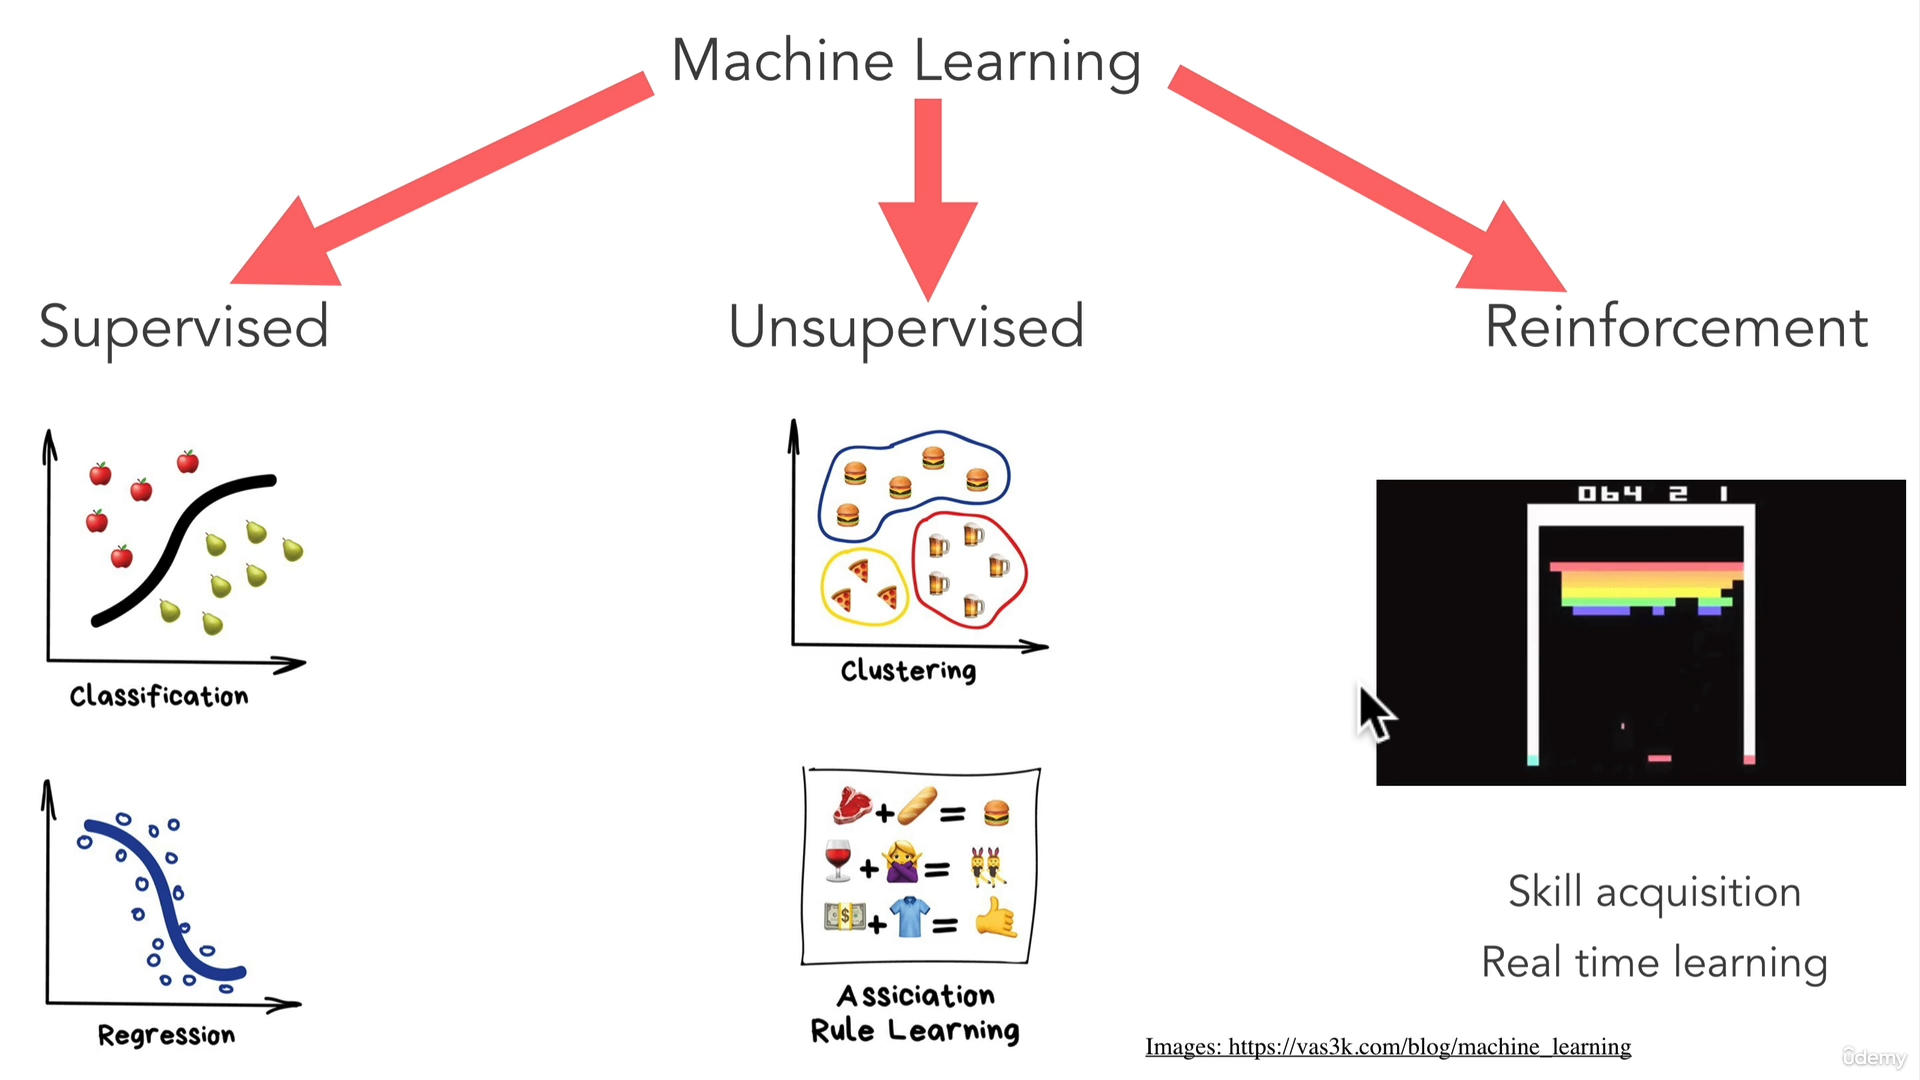 Machine Learning
Supervised
Unsupervised
Reinforcement
Classification
Regression
Clustering
Assiciation
Rule Learning
064 2 1
Skill acquisition
Real time learning
Images: https://vas3k.com/blog/machine_learning
ûdemy